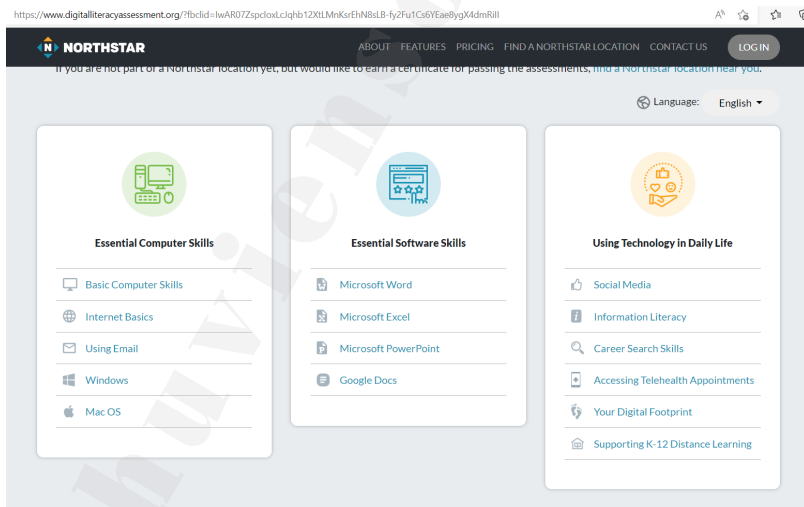 https://www.digitalliteracyassessment.org/?fbclid=IwAR07ZspcloxLcJqhb12XtLMnKsrEhN8sLB-fy2Fu1Cs6YEae8ygX4dmRiII
NORTHSTAR ABOUT FEATURES PRICING FIND A NORTHSTAR LOCATION CONTACT US LOG IN
If you are not part of a Northstar location yet, but would like to earn a certificate for passing the assessments, find a Northstar location near you.
Language: English
Essential Computer Skills
Basic Computer Skills
Internet Basics
Using Email
Windows
Mac OS
Essential Software Skills
Microsoft Word
Microsoft Excel
Microsoft PowerPoint
Google Docs
Using Technology in Daily Life
Social Media
Information Literacy
Career Search Skills
Accessing Telehealth Appointments
Your Digital Footprint
Supporting K-12 Distance Learning